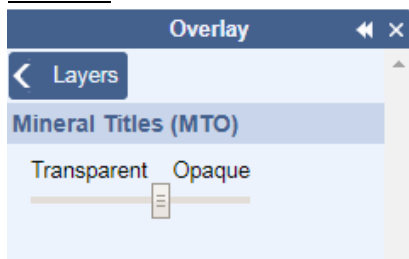 Overlay
Layers
Mineral Titles (MTO)
Transparent Opaque